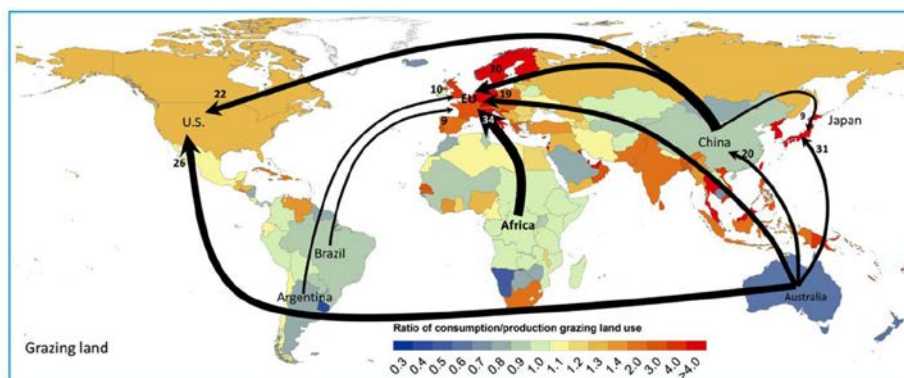 20
22
10
EU
19
U.S.
9
34
9
Japan
China
20
31
26
Africa
Brazil
Argentina
Australia
Ratio of consumption/production grazing land use
Grazing land
0.3 0.4 0.5 0.6 0.7 0.8 0.9 1.0 1.1 1.2 1.3 1.4 2.0 3.0 4.0 >4.0